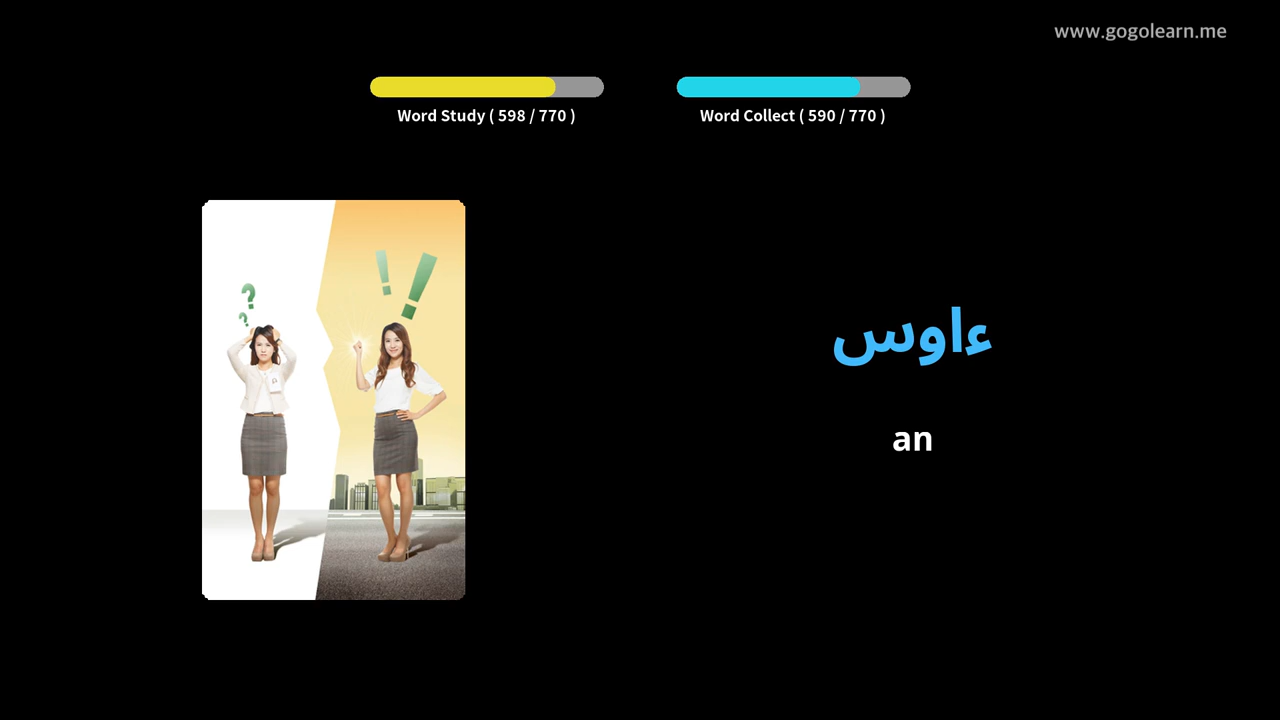 www.gogolearn.me
Word Study ( 598 / 770 )
Word Collect ( 590 / 770 )
?
?
! !
ءاوس
an